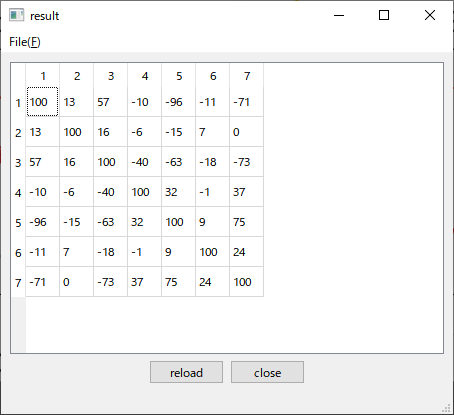 result
File(F)
1 2 3 4 5 6 7
1 100 13 57 -10 -96 -11 -71
2 13 100 16 -6 -15 7 0
3 57 16 100 -40 -63 -18 -73
4 -10 -6 -40 100 32 -1 37
5 -96 -15 -63 32 100 9 75
6 -11 7 -18 -1 9 100 24
7 -71 0 -73 37 75 24 100
reload close